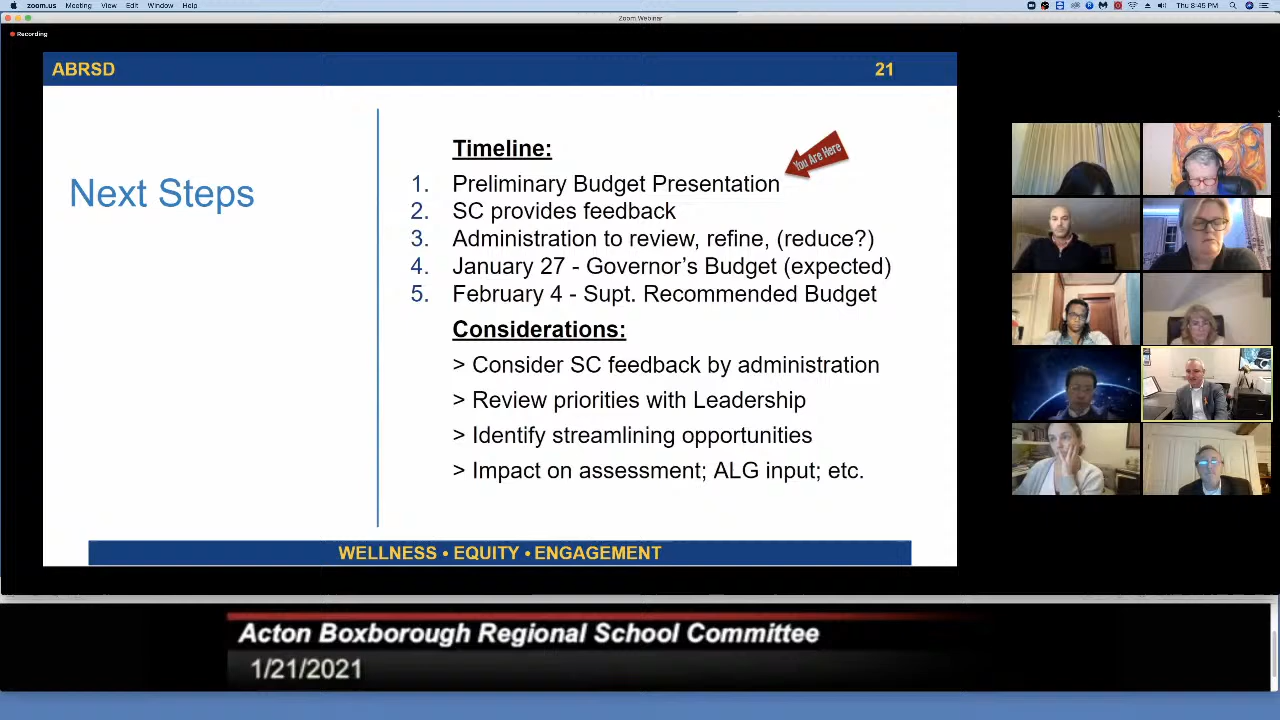 zoom.us Meeting View Edit Window Help
Thu 8:45 PM
Zoom Webinar
Recording
ABRSD
21
Next Steps
Timeline:
You Are Here
1. Preliminary Budget Presentation
2. SC provides feedback
3. Administration to review, refine, (reduce?)
4. January 27 - Governor's Budget (expected)
5. February 4 - Supt. Recommended Budget
Considerations:
> Consider SC feedback by administration
> Review priorities with Leadership
> Identify streamlining opportunities
> Impact on assessment; ALG input; etc.
WELLNESS • EQUITY • ENGAGEMENT
Acton Boxborough Regional School Committee
1/21/2021